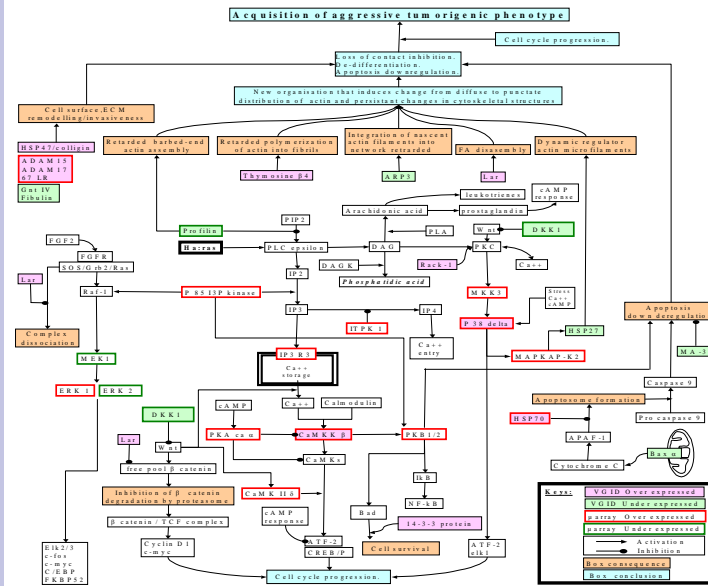 Acquisition of aggressive tumorigenic phenotype
Cell cycle progression.
Loss of contact inhibition.
De-differentiation.
Apoptosis downregulation.
New organisation that induces change from diffuse to punctate
distribution of actin and persistant changes in cytoskeletal structures
Cell surface, ECM
remodelling/invasiveness
Retarded barbed-end
actin assembly
Retarded polymerization
of actin into fibrils
Integration of nascent
actin filaments into
network retarded
FA disasembly
Dynamic regulator
actin microfilaments
HSP47/colligin
ADAM15
ADAM17
67 LR
Gnt IV
Fibulin
Thymosine β4
ARP3
Lar
leukotrienes
cAMP
response
Arachidonic acid
prostaglandin
PIP2
Profilin
PLA
Wnt
DKK1
FGF2
FGFR
SOS/Grb2/Ras
Ha:ras
PLC epsilon
DAG
PKC
Lar
Raf-1
IP2
DAGK
Rack-1
Ca++
Phosphatidic acid
P 85 I3P kinase
MKK3
Stress
Ca++
cAMP
IP3
IP4
Complex
dissociation
ITPK 1
P 38 delta
HSP27
Apoptosis
down deregulation
MEK1
Ca++
entry
MAPKAP-K2
MA-3
IP3 R3
Ca++
storage
ERK 1
ERK 2
Caspase 9
Apoptosome formation
DKK1
cAMP
Ca++
Calmodulin
HSP70
Pro caspase 9
Lar
Wnt
PKA ca α
CaMKK β
PKB1/2
APAF-1
free pool β catenin
CaMKs
Cytochrome C
Bax α
Inhibition of β catenin
degradation by proteasome
CaMK II δ
IkB
NF-kB
Keys:
VGID Over expressed
VGID Under expressed
µarray Over expressed
µarray Under expressed
Activation
Inhibition
Box consequence
Box conclusion
β catenin / TCF complex
cAMP
response
Bad
14-3-3 protein
Elk2/3
c-fos
c-myc
C/EBP
FKBP52
Cyclin D1
c-myc
ATF-2
CREB/P
Cell survival
ATF-2
elk1
Cell cycle progression.